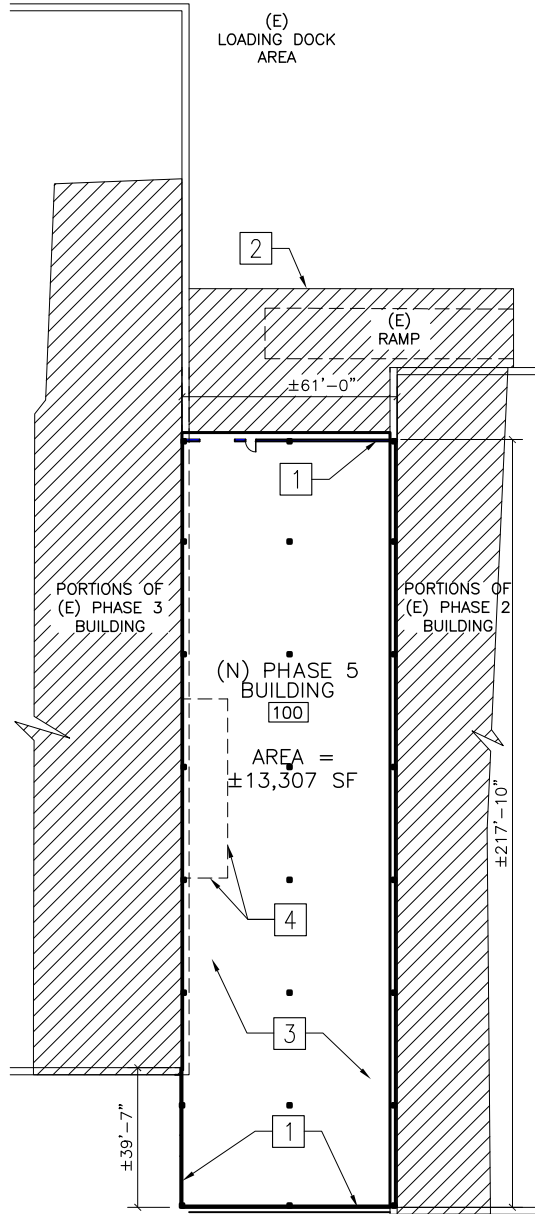 (E)
LOADING DOCK
AREA
2
(E)
RAMP
±61'-0"
1
PORTIONS OF
(E) PHASE 3
BUILDING
PORTIONS OF
(E) PHASE 2
BUILDING
(N) PHASE 5
BUILDING
100
AREA =
±13,307 SF
±217'-10"
4
3
±39'-7"
1